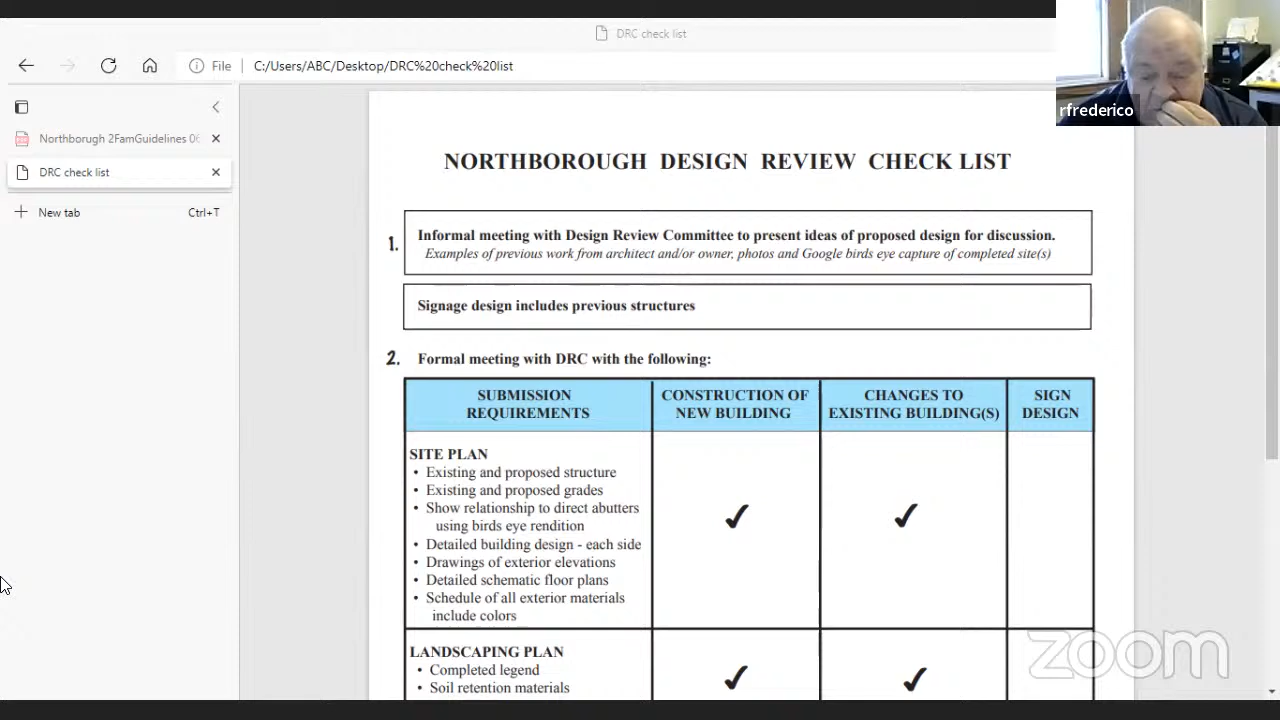 DRC check list
File
C:/Users/ABC/Desktop/DRC%20check%20list
rfrederico
Northborugh 2FamGuidelines 06
DRC check list
New tab
Ctrl+T
NORTHBOROUGH DESIGN REVIEW CHECK LIST
1.
Informal meeting with Design Review Committee to present ideas of proposed design for discussion.
Examples of previous work from architect and/or owner, photos and Google birds eye capture of completed site(s)
Signage design includes previous structures
2. Formal meeting with DRC with the following:
SUBMISSION
REQUIREMENTS
CONSTRUCTION OF
NEW BUILDING
CHANGES TO
EXISTING BUILDING(S)
SIGN
DESIGN
SITE PLAN
• Existing and proposed structure
• Existing and proposed grades
• Show relationship to direct abutters
using birds eye rendition
• Detailed building design - each side
• Drawings of exterior elevations
• Detailed schematic floor plans
• Schedule of all exterior materials
include colors
✓ ✓
LANDSCAPING PLAN
• Completed legend
• Soil retention materials
✓ ✓
zoom